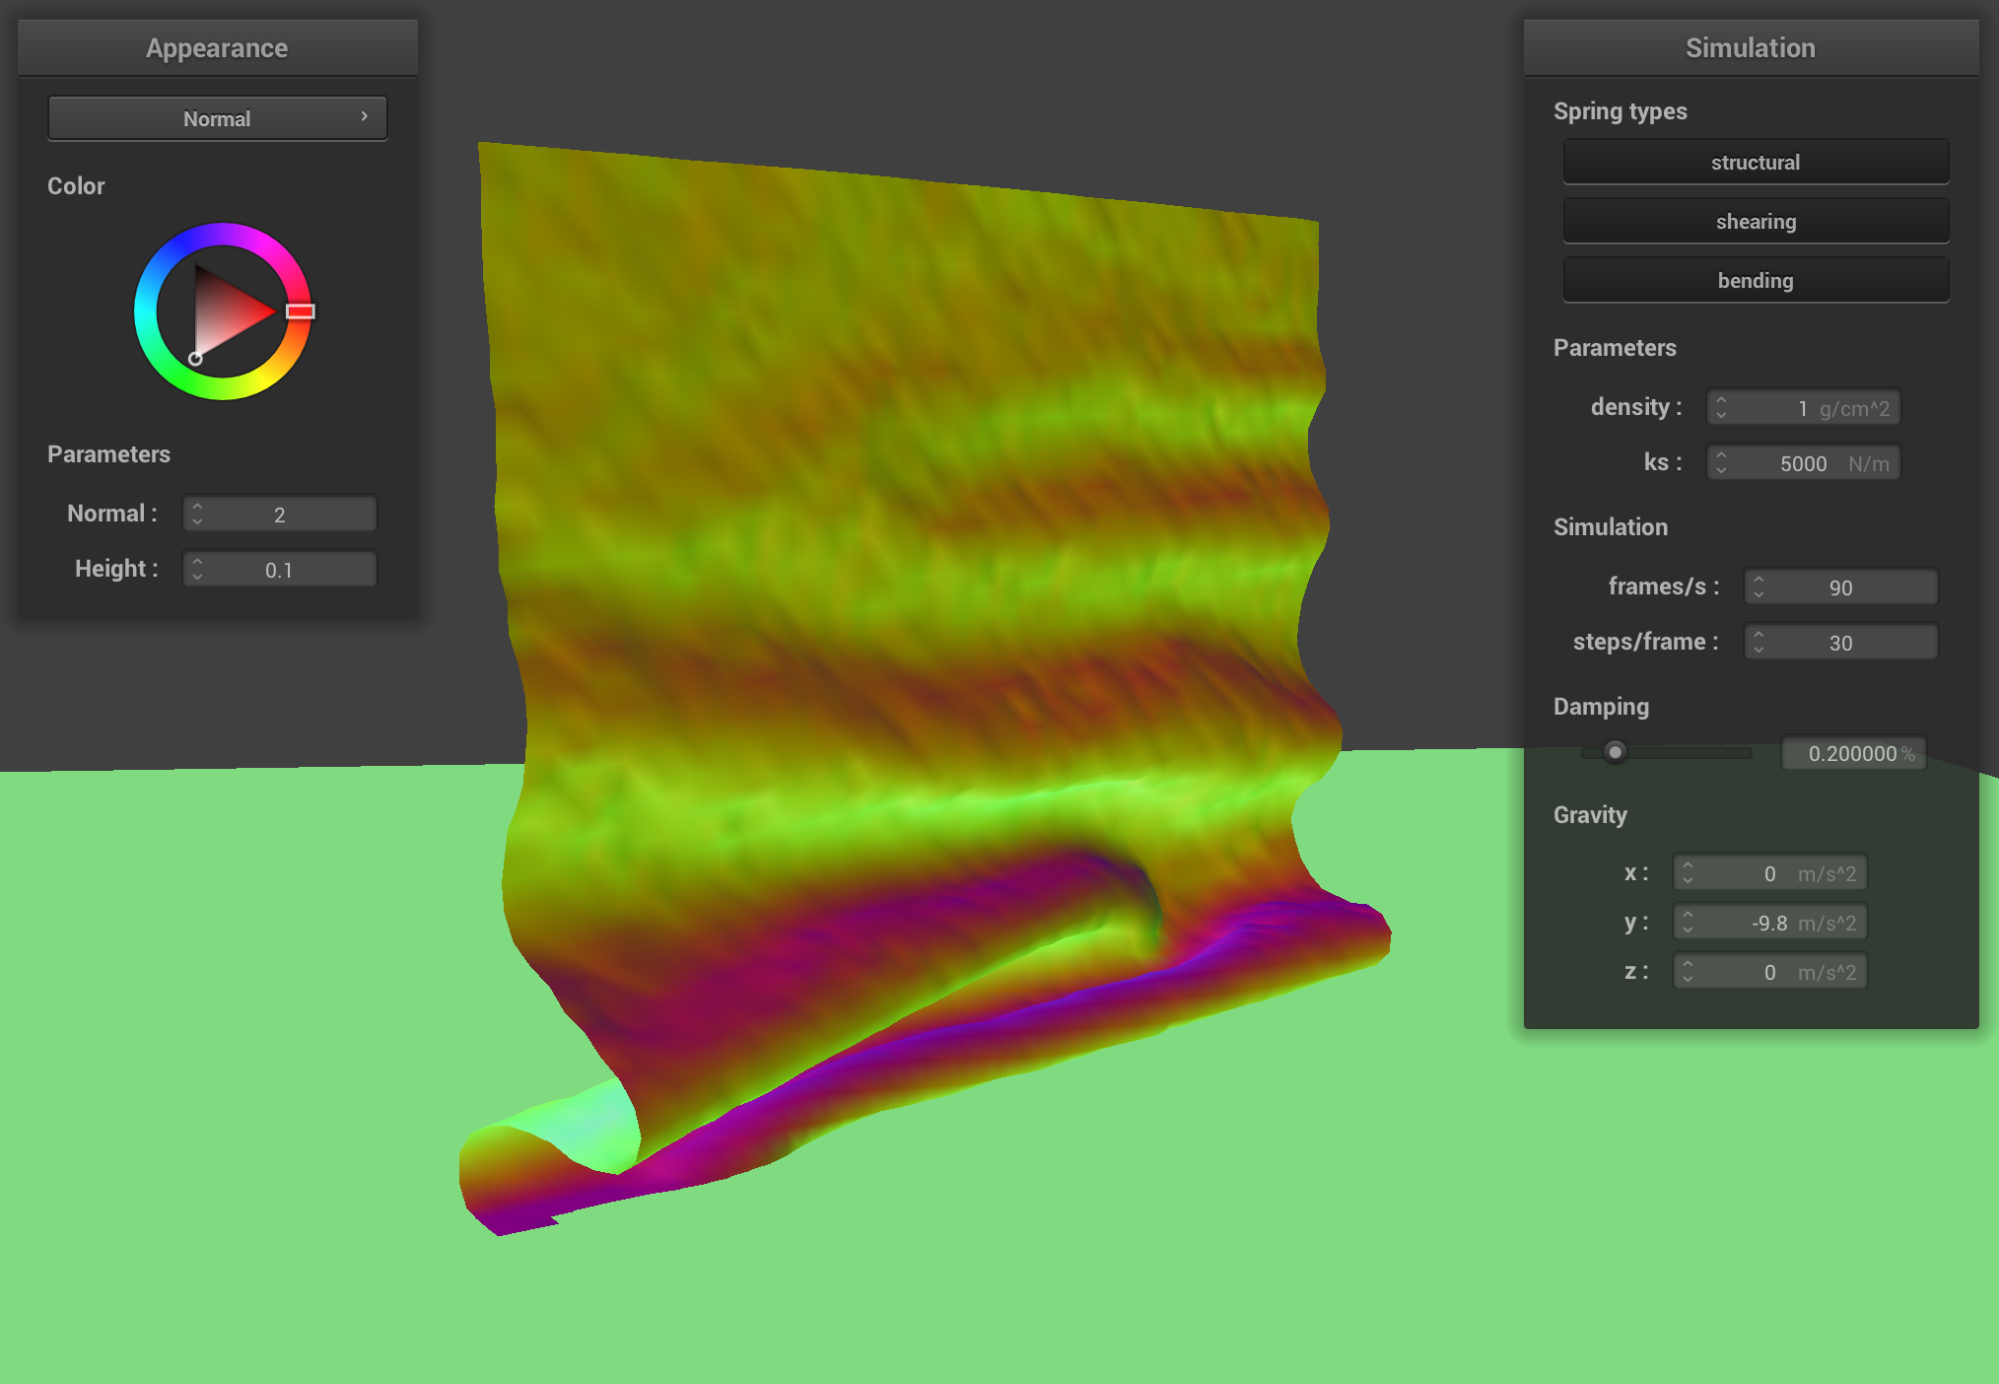 Appearance
Normal
Color
Parameters
Normal : 2
Height : 0.1
Simulation
Spring types
structural
shearing
bending
Parameters
density : 1 g/cm^2
ks : 5000 N/m
Simulation
frames/s : 90
steps/frame : 30
Damping
0.200000 %
Gravity
x : 0 m/s^2
y : -9.8 m/s^2
z : 0 m/s^2